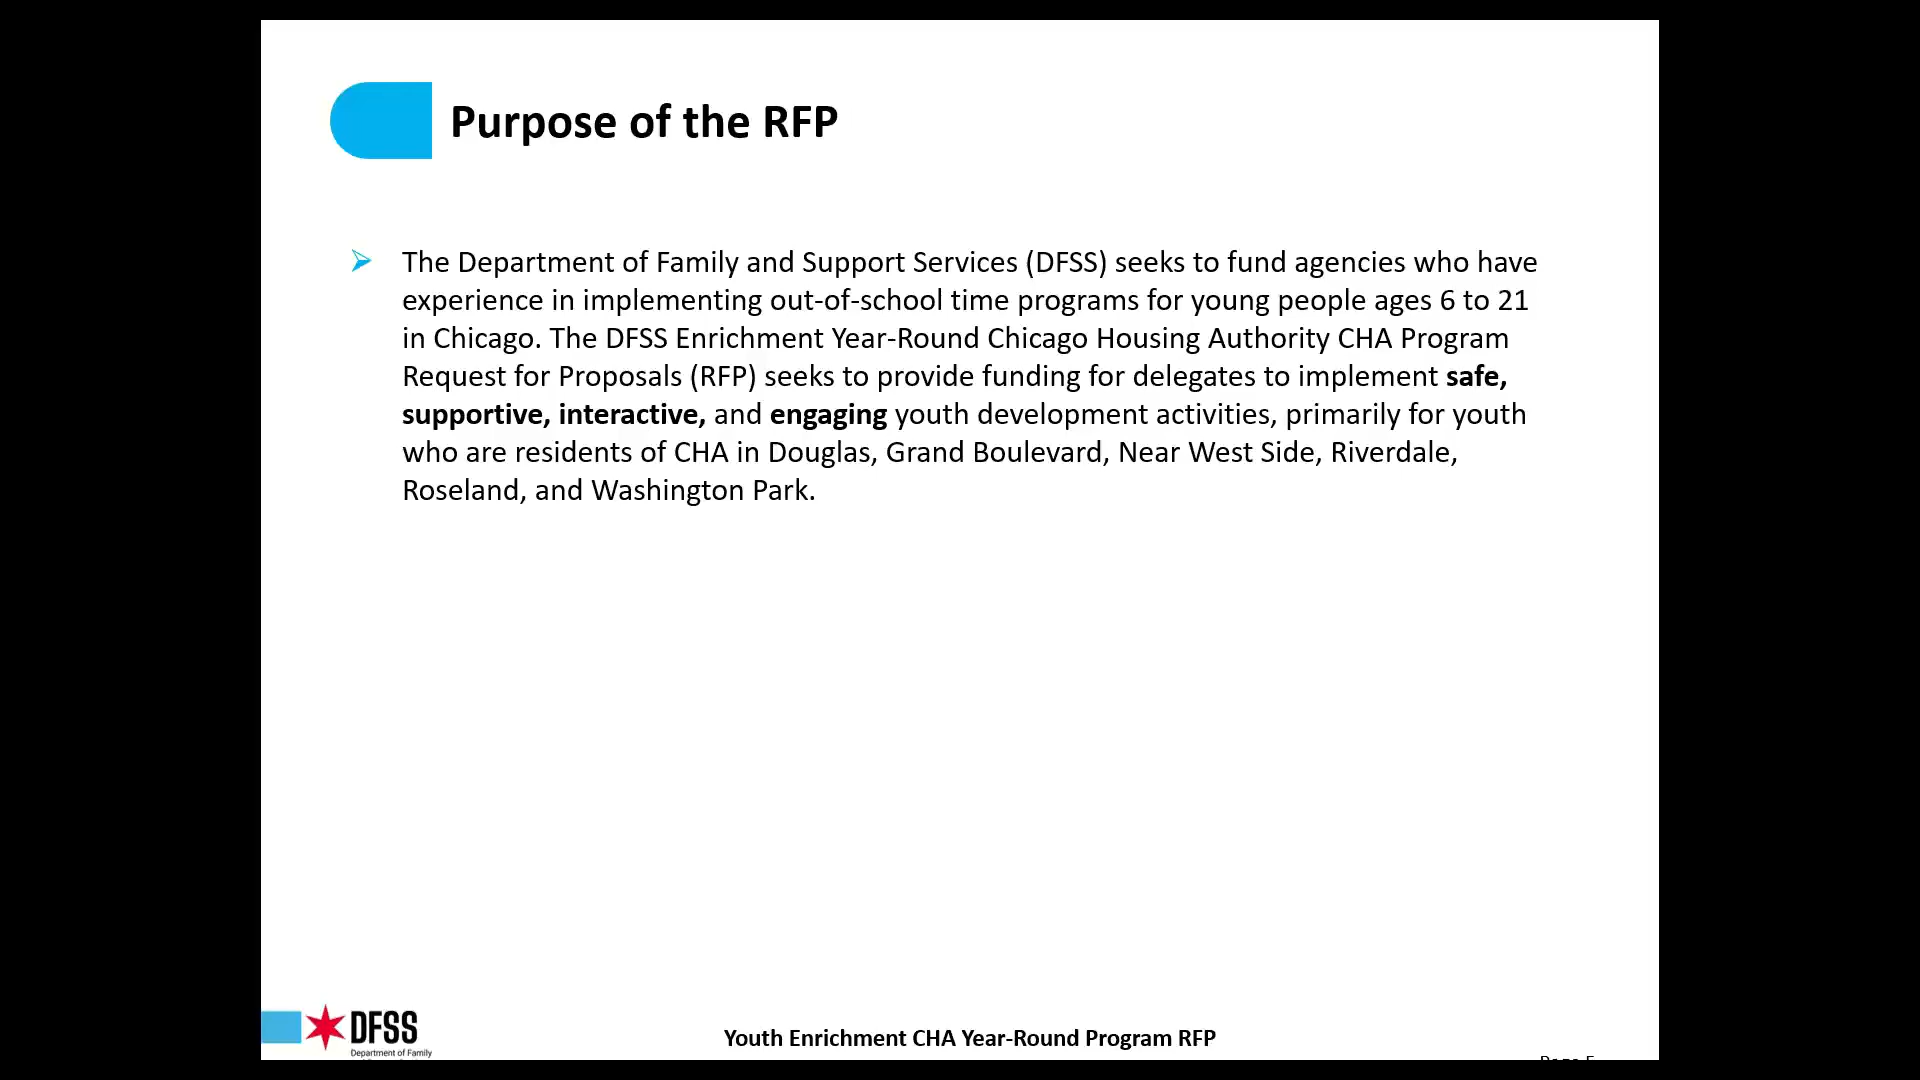 Purpose of the RFP
The Department of Family and Support Services (DFSS) seeks to fund agencies who have
experience in implementing out-of-school time programs for young people ages 6 to 21
in Chicago. The DFSS Enrichment Year-Round Chicago Housing Authority CHA Program
Request for Proposals (RFP) seeks to provide funding for delegates to implement safe,
supportive, interactive, and engaging youth development activities, primarily for youth
who are residents of CHA in Douglas, Grand Boulevard, Near West Side, Riverdale,
Roseland, and Washington Park.
DFSS
Department of Family
Youth Enrichment CHA Year-Round Program RFP